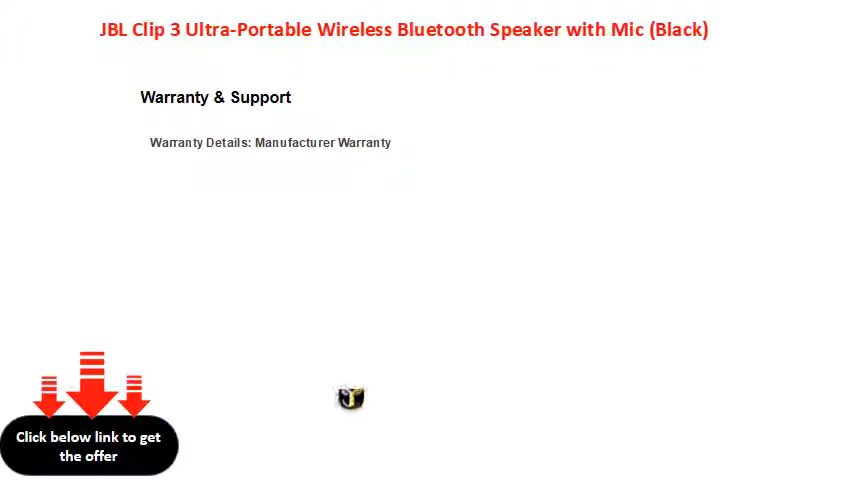 JBL Clip 3 Ultra-Portable Wireless Bluetooth Speaker with Mic (Black)
Warranty & Support
Warranty Details: Manufacturer Warranty
Click below link to get
the offer